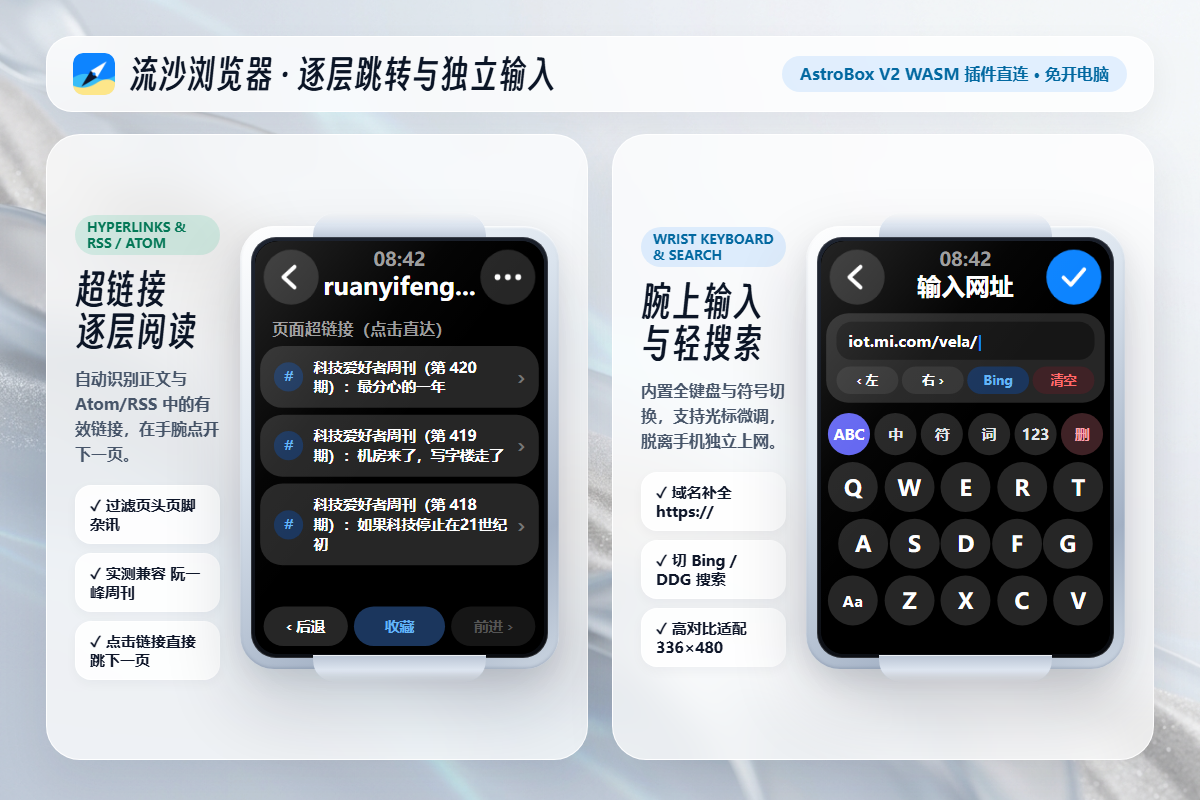 流沙浏览器 · 逐层跳转与独立输入
AstroBox V2 WASM 插件直连 • 免开电脑
HYPERLINKS &
RSS / ATOM
超链接
逐层阅读
自动识别正文与
Atom/RSS 中的有
效链接，在手腕点开
下一页。
✓ 过滤页头页脚
杂讯
✓ 实测兼容 阮一
峰周刊
✓ 点击链接直接
跳下一页
08:42
ruanyifeng...
页面超链接（点击直达）
# 科技爱好者周刊（第 420
期）：最分心的一年 ›
# 科技爱好者周刊（第 419
期）：机房来了，写字楼走了 ›
# 科技爱好者周刊（第 418
期）：如果科技停止在21世纪
初 ›
‹ 后退 收藏 前进 ›
WRIST KEYBOARD
& SEARCH
腕上输入
与轻搜索
内置全键盘与符号切
换，支持光标微调，
脱离手机独立上网。
✓ 域名补全
https://
✓ 切 Bing /
DDG 搜索
✓ 高对比适配
336×480
08:42
输入网址
iot.mi.com/vela/|
‹ 左 右 › Bing 清空
ABC 中 符 词 123 删
Q W E R T
A S D F G
Aa Z X C V